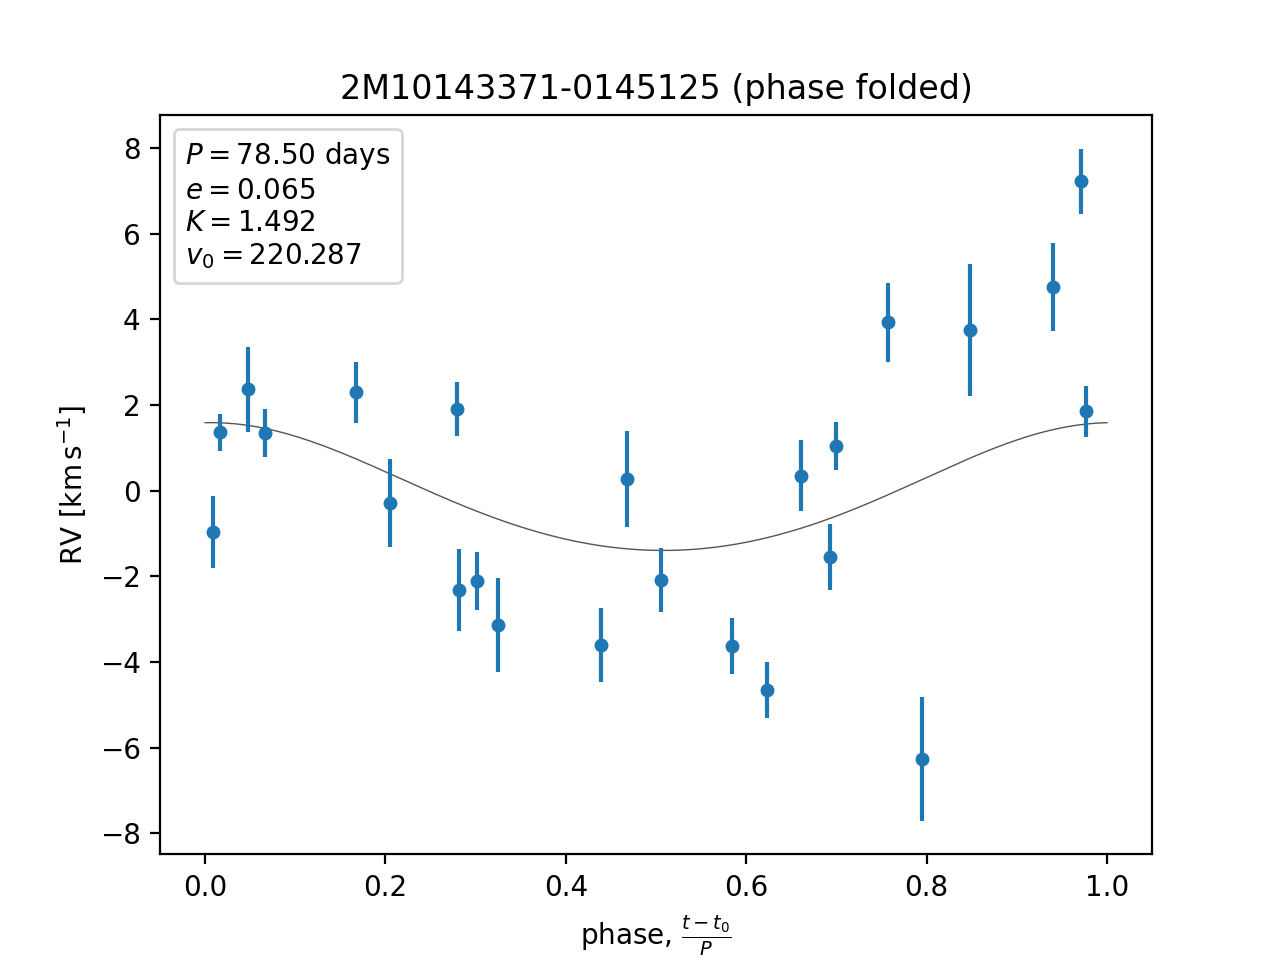 2M10143371-0145125 (phase folded)
P = 78.50 days
e = 0.065
K = 1.492
v₀ = 220.287
RV [km s⁻¹]
8
6
4
2
0
−2
−4
−6
−8
0.0 0.2 0.4 0.6 0.8 1.0
phase, (t − t₀)/P